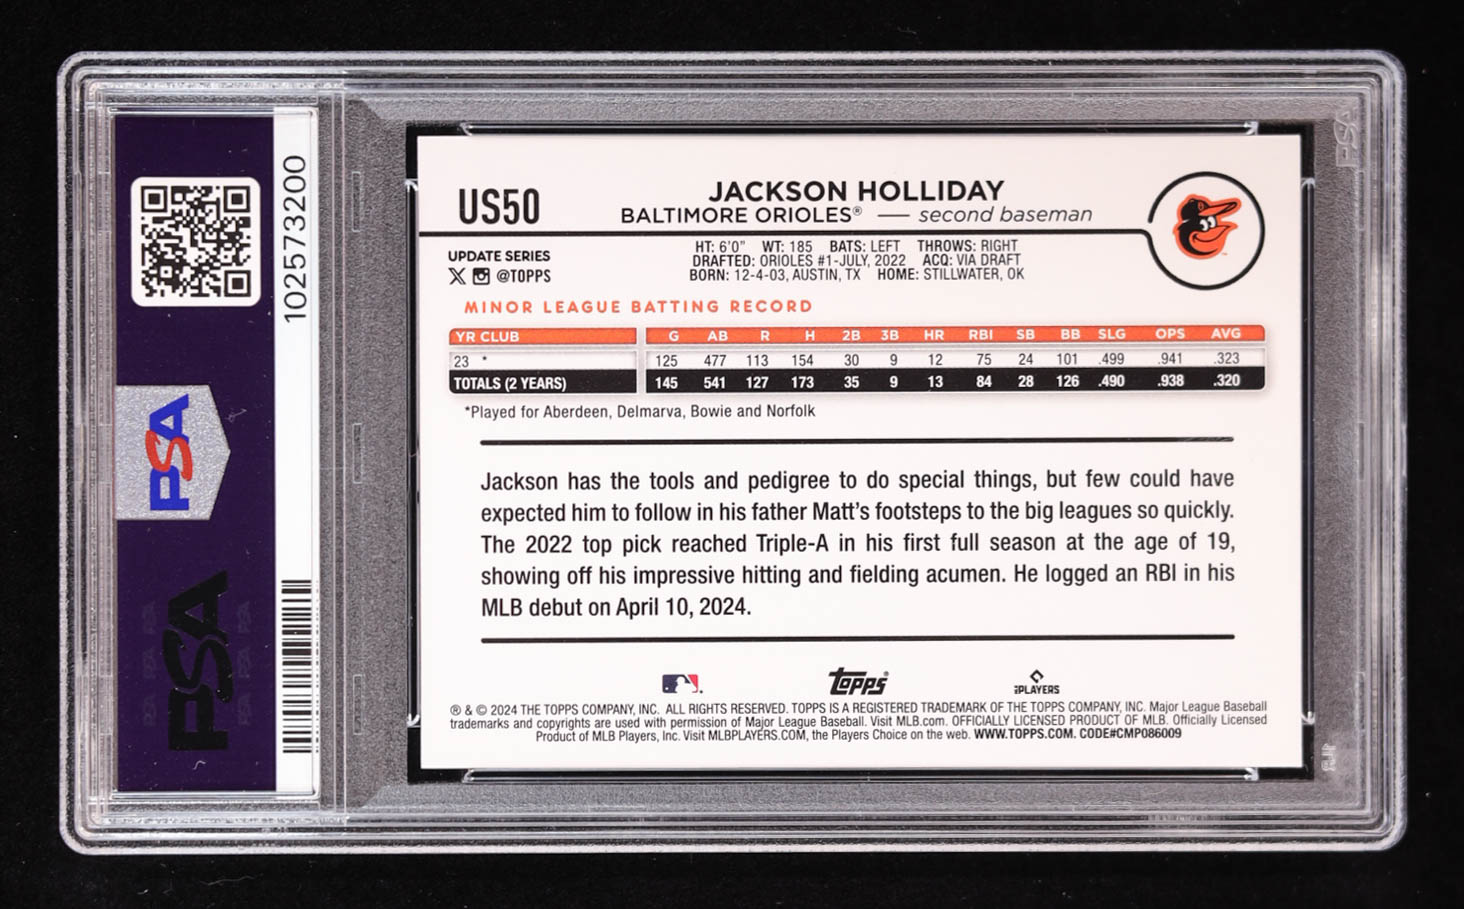 102573200
PSA
PSA
US50
JACKSON HOLLIDAY
BALTIMORE ORIOLES® — second baseman
UPDATE SERIES
X @TOPPS
HT: 6'0" WT: 185 BATS: LEFT THROWS: RIGHT
DRAFTED: ORIOLES #1-JULY, 2022 ACQ: VIA DRAFT
BORN: 12-4-03, AUSTIN, TX HOME: STILLWATER, OK
MINOR LEAGUE BATTING RECORD
YR CLUB G AB R H 2B 3B HR RBI SB BB SLG OPS AVG
23 * 125 477 113 154 30 9 12 75 24 101 .499 .941 .323
TOTALS (2 YEARS) 145 541 127 173 35 9 13 84 28 126 .490 .938 .320
*Played for Aberdeen, Delmarva, Bowie and Norfolk
Jackson has the tools and pedigree to do special things, but few could have
expected him to follow in his father Matt's footsteps to the big leagues so quickly.
The 2022 top pick reached Triple-A in his first full season at the age of 19,
showing off his impressive hitting and fielding acumen. He logged an RBI in his
MLB debut on April 10, 2024.
Topps®
PLAYERS
® & © 2024 THE TOPPS COMPANY, INC. ALL RIGHTS RESERVED. TOPPS IS A REGISTERED TRADEMARK OF THE TOPPS COMPANY, INC. Major League Baseball
trademarks and copyrights are used with permission of Major League Baseball. Visit MLB.com. OFFICIALLY LICENSED PRODUCT OF MLB. Officially Licensed
Product of MLB Players, Inc. Visit MLBPLAYERS.COM, the Players Choice on the web. WWW.TOPPS.COM. CODE#CMP086009
PSA